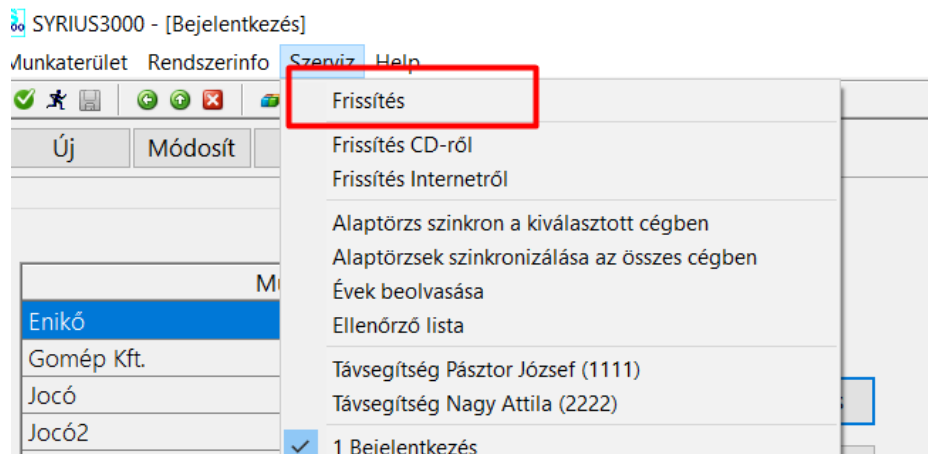 SYRIUS3000 - [Bejelentkezés]
Munkaterület Rendszerinfo Szerviz Help
Új Módosít
Frissítés
Frissítés CD-ről
Frissítés Internetről
Alaptörzs szinkron a kiválasztott cégben
Alaptörzsek szinkronizálása az összes cégben
Évek beolvasása
Ellenőrző lista
Távsegítség Pásztor József (1111)
Távsegítség Nagy Attila (2222)
1 Bejelentkezés
Enikő
Gomép Kft.
Jocó
Jocó2